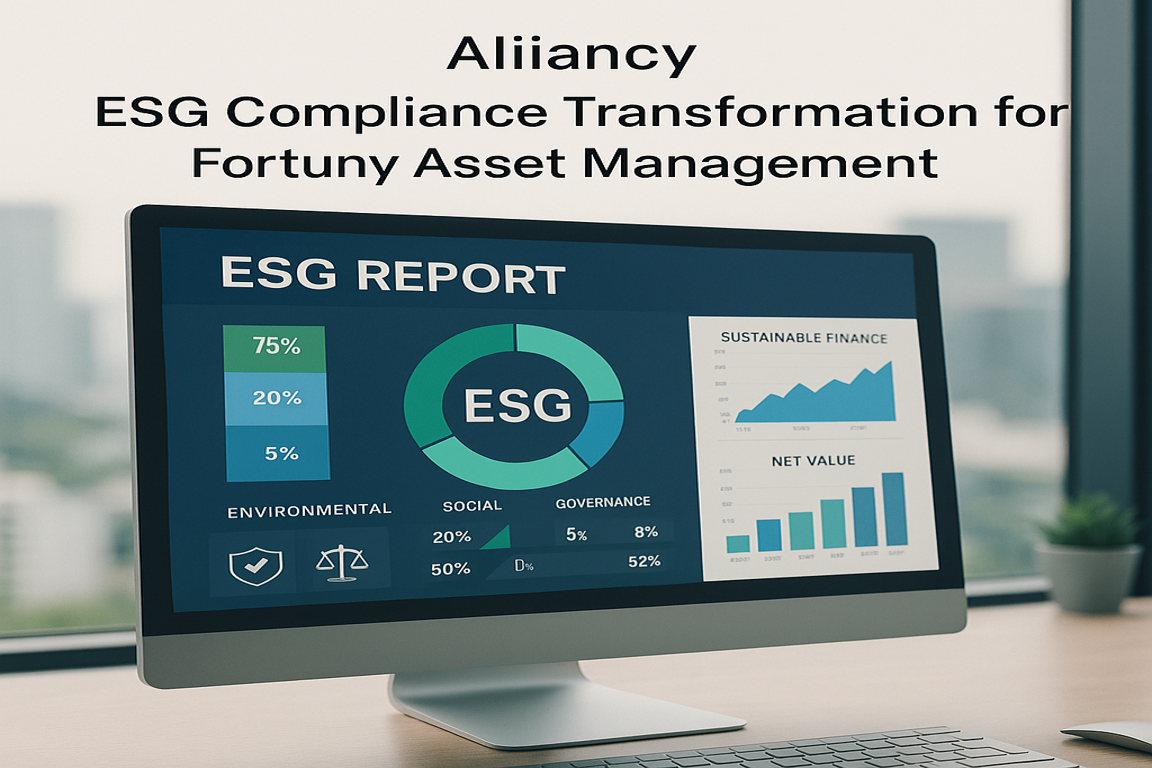 Aliiancy
ESG Compliance Transformation for
Fortuny Asset Management
ESG REPORT
75%
20%
5%
ESG
ENVIRONMENTAL
SOCIAL
GOVERNANCE
20%
5%
8%
50%
D%
52%
SUSTAINABLE FINANCE
NET VALUE